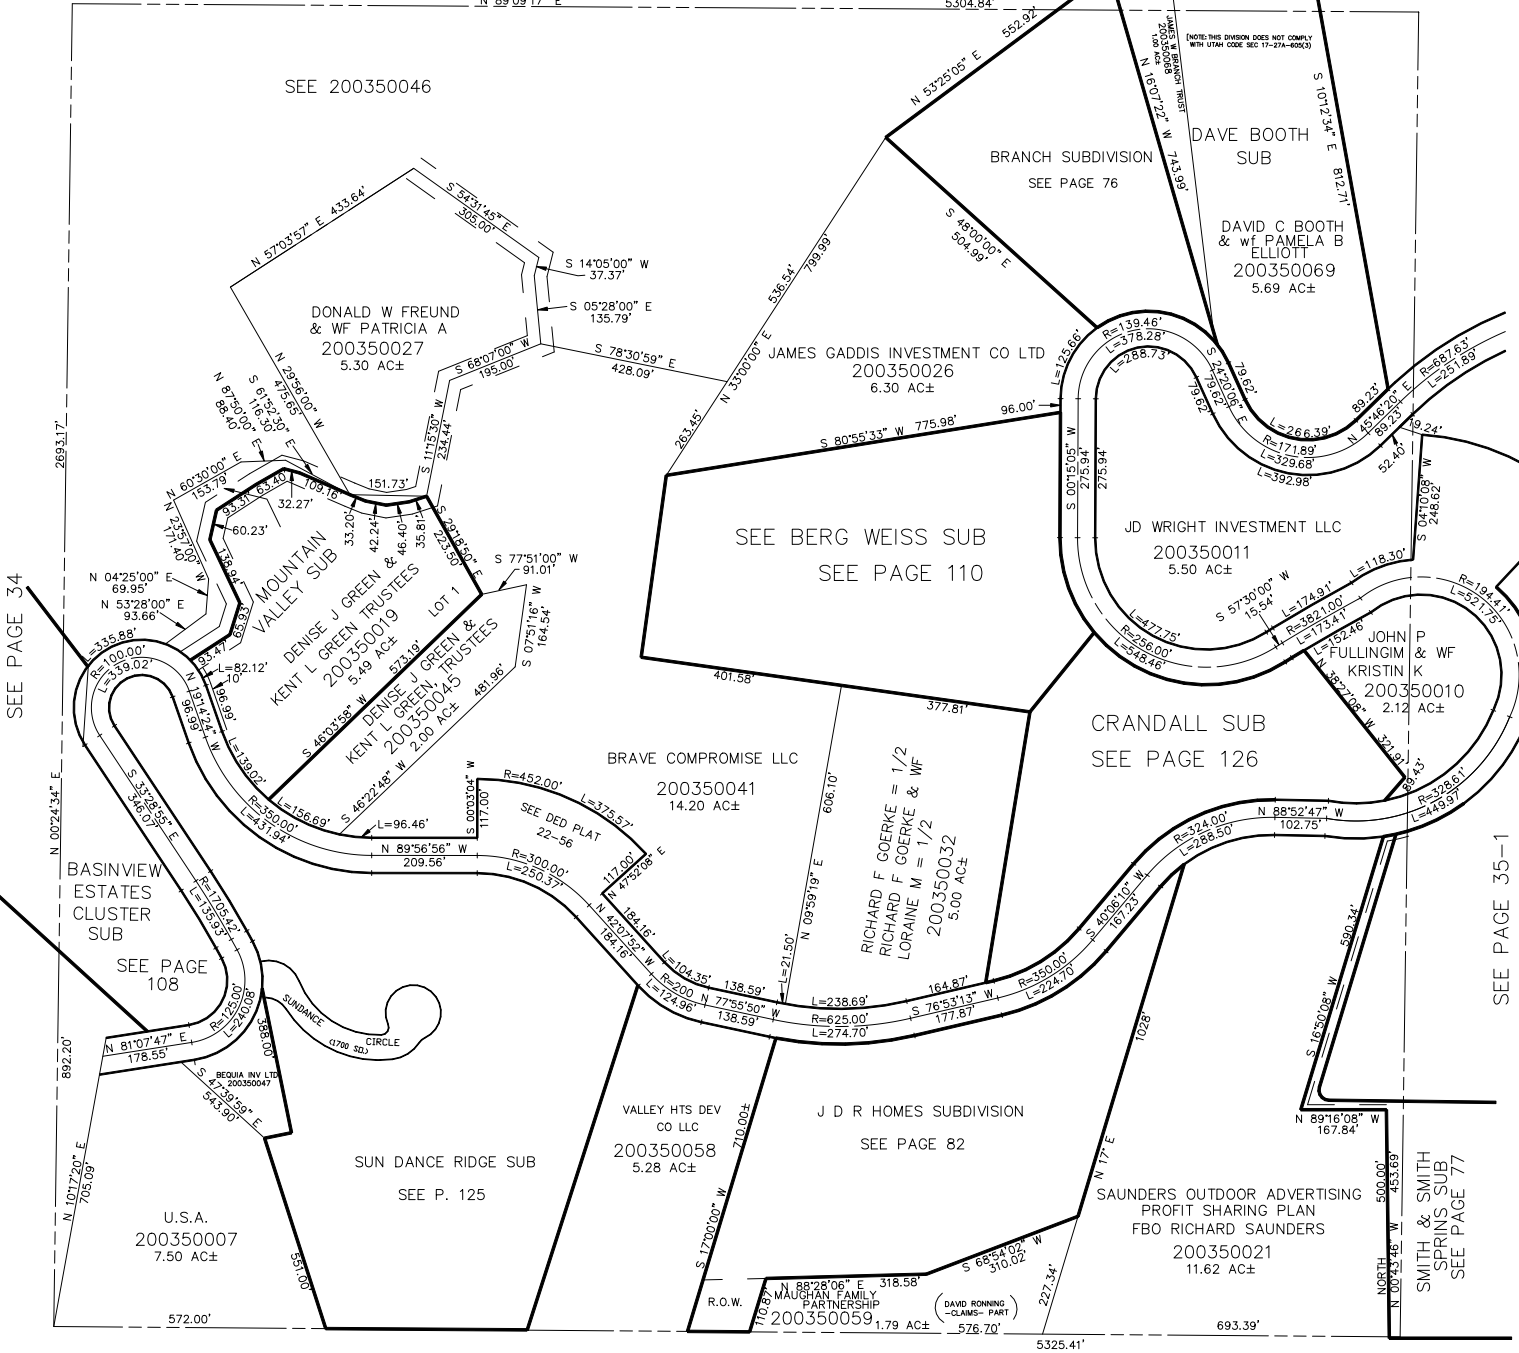 N 89°09'17" E
5304.84'
SEE 200350046
552.92'
N 53°25'05" E
JAMES W BRANCH TRUST
200350068
1.00 AC±
N 16°07'22" W 743.99'
[NOTE: THIS DIVISION DOES NOT COMPLY
WITH UTAH CODE SEC 17-27A-605(3)
S 10°12'34" E 812.71'
DAVE BOOTH
SUB
BRANCH SUBDIVISION
SEE PAGE 76
DAVID C BOOTH
& wf PAMELA B
ELLIOTT
200350069
5.69 AC±
N 57°03'57" E 433.64'
S 54°31'45" E
305.00'
S 14°05'00" W
37.37'
S 05°28'00" E
135.79'
S 48°00'00" E
504.99'
536.54'
799.99'
N 33°00'00" E
263.45'
DONALD W FREUND
& WF PATRICIA A
200350027
5.30 AC±
S 68°07'00" W
195.00'
S 78°30'59" E
428.09'
N 29°56'00" W
475.65'
S 11°15'30" W
234.44'
JAMES GADDIS INVESTMENT CO LTD
200350026
6.30 AC±
96.00'
L=125.66'
R=139.46'
L=378.28'
L=288.73'
S 24°20'06" E
79.62'
79.62'
79.62'
R=687.63'
L=251.89'
89.23'
N 45°46'20" E
89.23'
19.24'
52.40'
L=266.39'
R=171.89'
L=329.68'
L=392.98'
S 80°55'33" W 775.98'
S 00°15'05" W
275.94'
275.94'
S 04°10'08" W
248.62'
2693.17'
N 87°50'00" E
88.40'
S 61°52'30" E
116.30'
N 60°30'00" E
153.79'
N 23°57'00" W
171.40'
93.31'
63.40'
109.16'
151.73'
32.27'
60.23'
33.20'
42.24'
46.40'
35.81'
S 29°18'50" E
223.50'
138.94'
N 04°25'00" E
69.95'
N 53°28'00" E
93.66'
65.93'
93.47'
MOUNTAIN
VALLEY SUB
DENISE J GREEN &
KENT L GREEN TRUSTEES
200350019
5.49 AC±
LOT 1
S 77°51'00" W
91.01'
S 07°51'16" W
164.54'
573.19'
S 46°03'58" W
DENISE J GREEN &
KENT L GREEN, TRUSTEES
200350045
2.00 AC±
481.96'
S 46°22'48" W
SEE BERG WEISS SUB
SEE PAGE 110
JD WRIGHT INVESTMENT LLC
200350011
5.50 AC±
S 57°30'00" W
15.54'
L=118.30'
L=174.91'
R=3821.00'
L=173.41'
L=152.46'
L=477.75'
R=256.00'
L=548.46'
R=194.41'
L=521.75'
JOHN P
FULLINGIM & WF
KRISTIN K
200350010
2.12 AC±
N 38°27'08" W
321.91'
89.43'
R=328.61'
L=449.97'
SEE PAGE 34
L=335.88'
R=100.00'
L=339.02'
L=82.12'
10'
96.99'
N 19°14'24" W
96.99'
L=139.02'
L=156.69'
R=350.00'
L=431.94'
L=96.46'
N 89°56'56" W
209.56'
S 00°03'04" W
117.00'
R=452.00'
L=375.57'
SEE DED PLAT
22-56
117.00'
N 47°52'08" E
R=300.00'
L=250.37'
184.16'
N 42°07'52" W
184.16'
401.58'
377.81'
BRAVE COMPROMISE LLC
200350041
14.20 AC±
606.10'
N 09°59'19" E
L=21.50'
RICHARD F GOERKE = 1/2
RICHARD F GOERKE & WF
LORAINE M = 1/2
200350032
5.00 AC±
CRANDALL SUB
SEE PAGE 126
R=324.00'
L=288.50'
N 88°52'47" W
102.75'
S 40°06'10" W
167.23'
N 00°24'34" E
S 33°28'55" E
346.07'
R=1705.42'
L=135.93'
BASINVIEW
ESTATES
CLUSTER
SUB
SEE PAGE
108
L=104.35'
R=200
L=124.96'
138.59'
N 77°55'50" W
138.59'
L=238.69'
R=625.00'
L=274.70'
164.87'
S 76°53'13" W
177.87'
R=350.00'
L=224.70'
590.34'
S 16°50'08" W
SEE PAGE 35-1
R=125.00'
L=240.08'
388.00'
SUNDANCE
CIRCLE
(1700 SD.)
892.20'
N 81°07'47" E
178.55'
S 47°39'59" E
543.90'
BEQUIA INV LTD
200350047
1028'
N 17° E
VALLEY HTS DEV
CO LLC
200350058
5.28 AC±
710.00±
S 17°00'00" W
J D R HOMES SUBDIVISION
SEE PAGE 82
N 89°16'08" W
167.84'
SUN DANCE RIDGE SUB
SEE P. 125
N 10°17'20" E
705.09'
U.S.A.
200350007
7.50 AC±
551.00'
572.00'
SAUNDERS OUTDOOR ADVERTISING
PROFIT SHARING PLAN
FBO RICHARD SAUNDERS
200350021
11.62 AC±
500.00'
453.69'
NORTH
N 00°43'46" W
SMITH & SMITH
SPRINS SUB
SEE PAGE 77
S 68°54'02" W
310.02'
N 88°28'06" E 318.58'
R.O.W.
110.87'
MAUGHAN FAMILY
PARTNERSHIP
200350059 1.79 AC±
(DAVID RONNING
-CLAIMS- PART)
576.70'
227.34'
693.39'
5325.41'